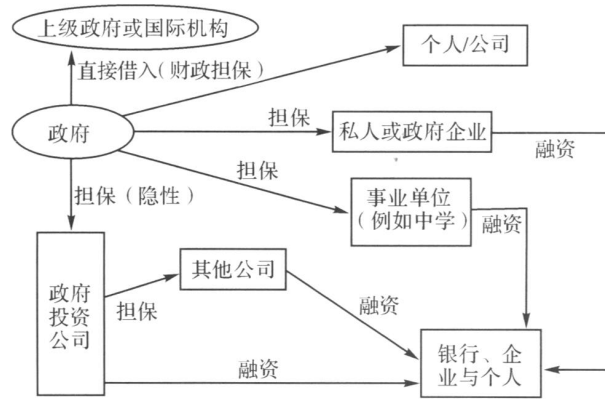 上级政府或国际机构
直接借入(财政担保)
个人/公司
政府
担保
私人或政府企业
融资
担保
担保(隐性)
事业单位
(例如中学)
融资
政府
投资
公司
担保
其他公司
融资
融资
银行、企
业与个人